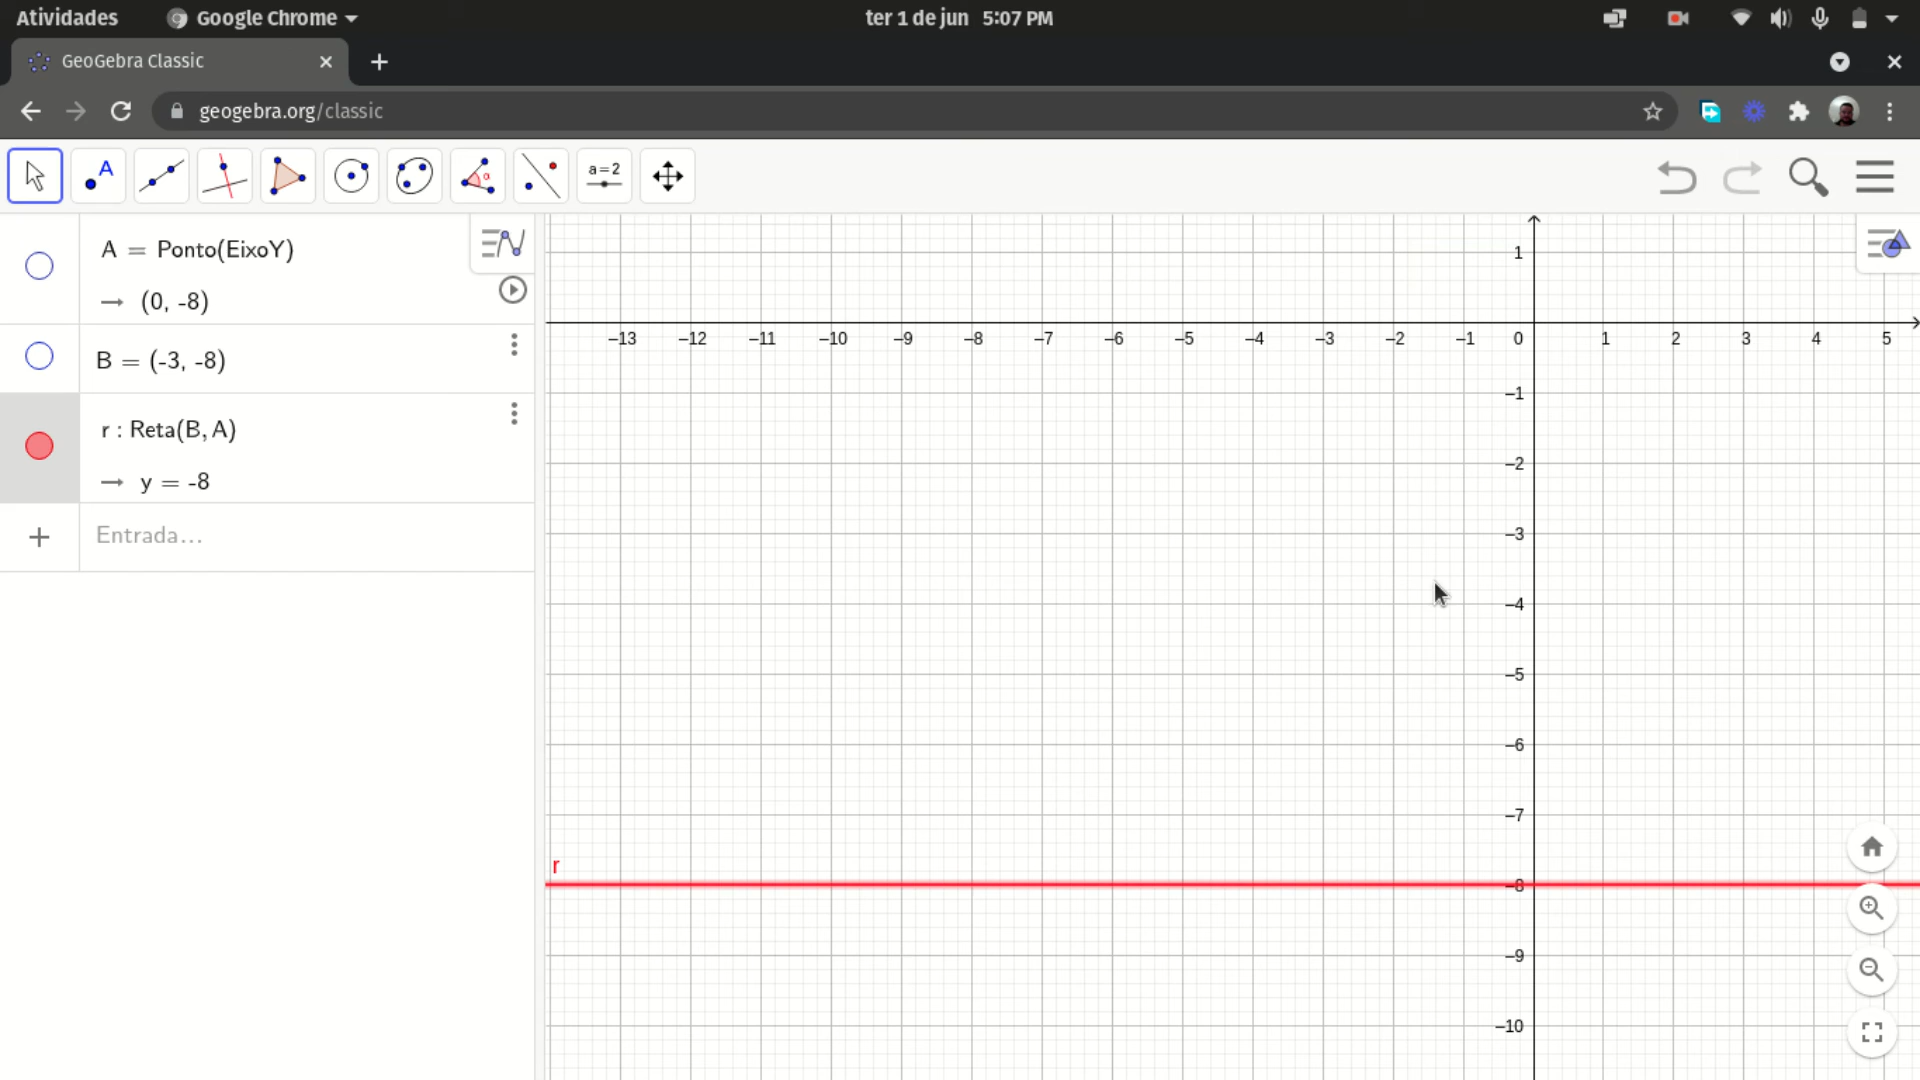 Atividades Google Chrome ter 1 de jun 5:07 PM
GeoGebra Classic
geogebra.org/classic
A
α
a=2
A = Ponto(EixoY)
→ (0, -8)
B = (-3, -8)
r : Reta(B, A)
→ y = -8
+ Entrada…
1
–13 –12 –11 –10 –9 –8 –7 –6 –5 –4 –3 –2 –1 0 1 2 3 4 5
–1
–2
–3
–4
–5
–6
–7
r
–8
–9
–10